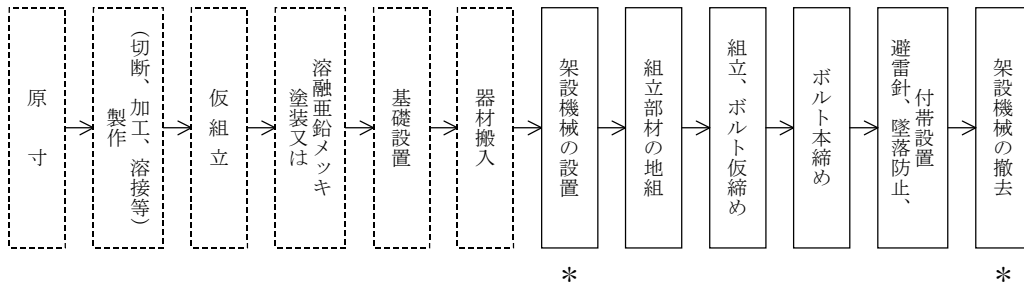 原寸
製作
(切断、加工、溶接等)
仮組立
塗装又は
溶融亜鉛メッキ
基礎設置
器材搬入
架設機械の設置
組立部材の地組
組立、ボルト仮締め
ボルト本締め
避雷針、墜落防止、
付帯設置
架設機械の撤去
*
*